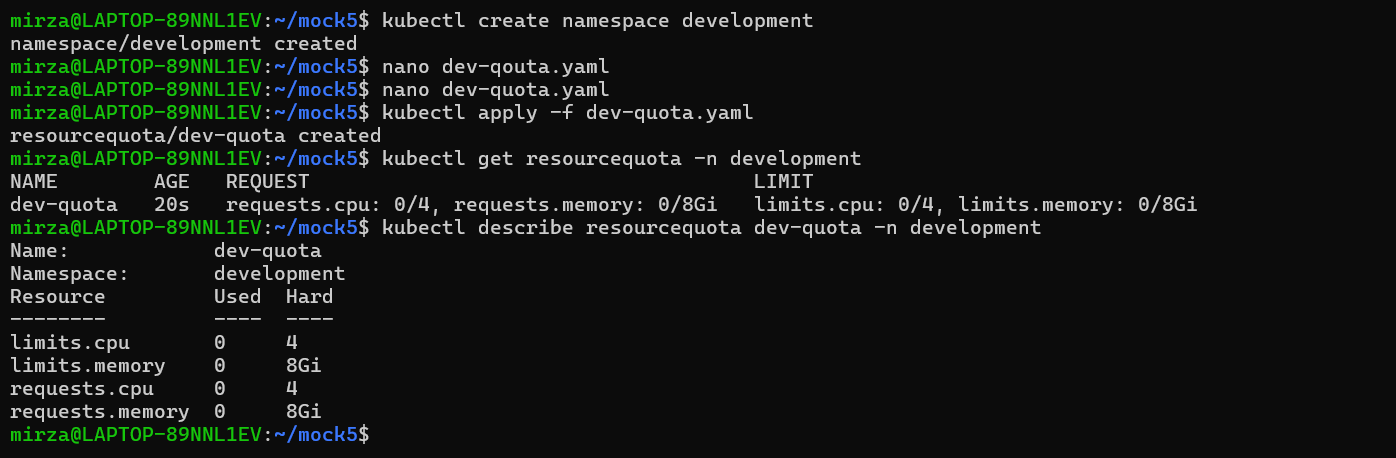 mirza@LAPTOP-89NNL1EV:~/mock5$ kubectl create namespace development
namespace/development created
mirza@LAPTOP-89NNL1EV:~/mock5$ nano dev-qouta.yaml
mirza@LAPTOP-89NNL1EV:~/mock5$ nano dev-quota.yaml
mirza@LAPTOP-89NNL1EV:~/mock5$ kubectl apply -f dev-quota.yaml
resourcequota/dev-quota created
mirza@LAPTOP-89NNL1EV:~/mock5$ kubectl get resourcequota -n development
NAME        AGE   REQUEST                                     LIMIT
dev-quota   20s   requests.cpu: 0/4, requests.memory: 0/8Gi   limits.cpu: 0/4, limits.memory: 0/8Gi
mirza@LAPTOP-89NNL1EV:~/mock5$ kubectl describe resourcequota dev-quota -n development
Name:            dev-quota
Namespace:       development
Resource         Used  Hard
--------         ----  ----
limits.cpu       0     4
limits.memory    0     8Gi
requests.cpu     0     4
requests.memory  0     8Gi
mirza@LAPTOP-89NNL1EV:~/mock5$